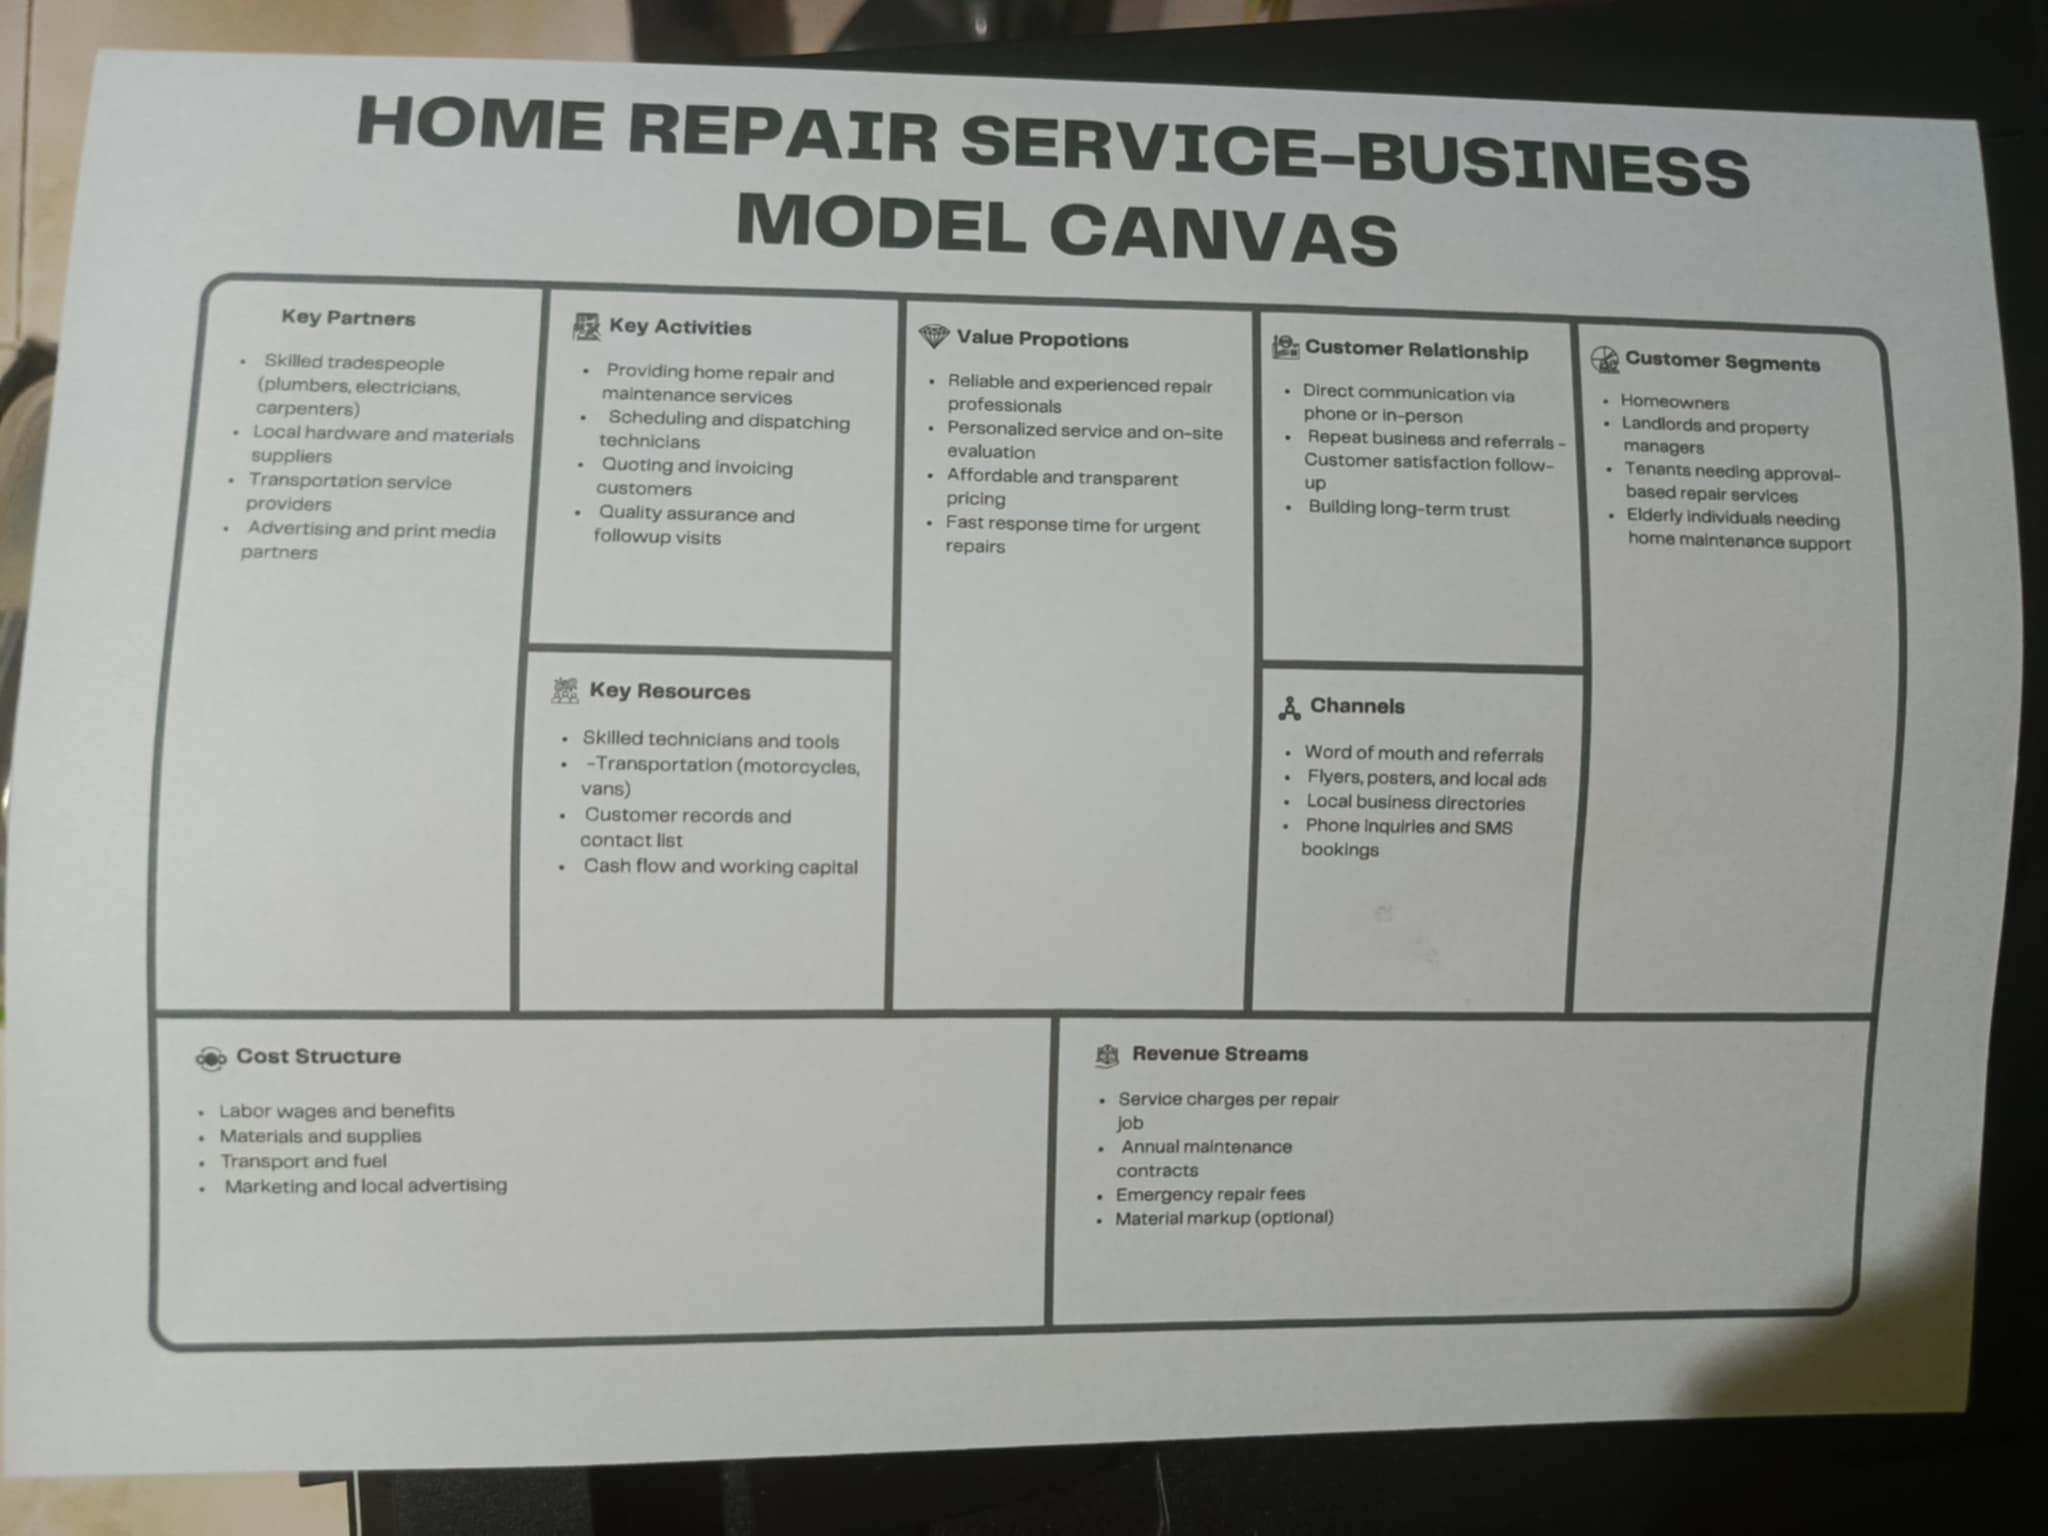 HOME REPAIR SERVICE-BUSINESS
MODEL CANVAS
Key Partners
• Skilled tradespeople
(plumbers, electricians,
carpenters)
• Local hardware and materials
suppliers
• Transportation service
providers
• Advertising and print media
partners
Key Activities
• Providing home repair and
maintenance services
• Scheduling and dispatching
technicians
• Quoting and invoicing
customers
• Quality assurance and
followup visits
Key Resources
• Skilled technicians and tools
• -Transportation (motorcycles,
vans)
• Customer records and
contact list
• Cash flow and working capital
Value Propotions
• Reliable and experienced repair
professionals
• Personalized service and on-site
evaluation
• Affordable and transparent
pricing
• Fast response time for urgent
repairs
Customer Relationship
• Direct communication via
phone or in-person
• Repeat business and referrals -
Customer satisfaction follow-
up
• Building long-term trust
Channels
• Word of mouth and referrals
• Flyers, posters, and local ads
• Local business directories
• Phone inquiries and SMS
bookings
Customer Segments
• Homeowners
• Landlords and property
managers
• Tenants needing approval-
based repair services
• Elderly individuals needing
home maintenance support
Cost Structure
• Labor wages and benefits
• Materials and supplies
• Transport and fuel
• Marketing and local advertising
Revenue Streams
• Service charges per repair
job
• Annual maintenance
contracts
• Emergency repair fees
• Material markup (optional)